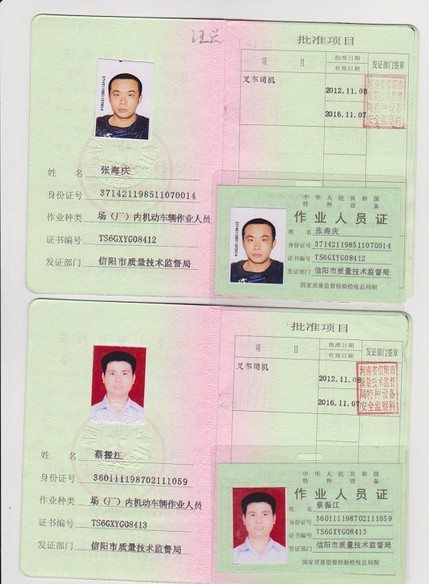 批准项目
项 目
批准日期
有效日期
发证部门签章
叉车司机
2012.11.08
2016.11.07
姓 名 张海庆
身份证号 371421198511070014
作业种类 场（厂）内机动车辆作业人员
证书编号 TS6GXYG08412
发证部门 信阳市质量技术监督局
中华人民共和国
特种设备
作业人员证
姓名 张海庆
身份证号 371421198511070014
证书编号 TS6GXYG08412
发证部门 信阳市质量技术监督局
国家质量监督检验检疫总局制
批准项目
项 目
批准日期
有效日期
发证部门签章
叉车司机
2012.11.08
2016.11.07
河南省信阳市
质量技术监督
局特种设备
安全监察科
姓 名 蔡振江
身份证号 360111198702111059
作业种类 场（厂）内机动车辆作业人员
证书编号 TS6GXYG08413
发证部门 信阳市质量技术监督局
中华人民共和国
特种设备
作业人员证
姓名 蔡振江
身份证号 360111198702111059
证书编号 TS6GXYG08413
发证部门 信阳市质量技术监督局
国家质量监督检验检疫总局制